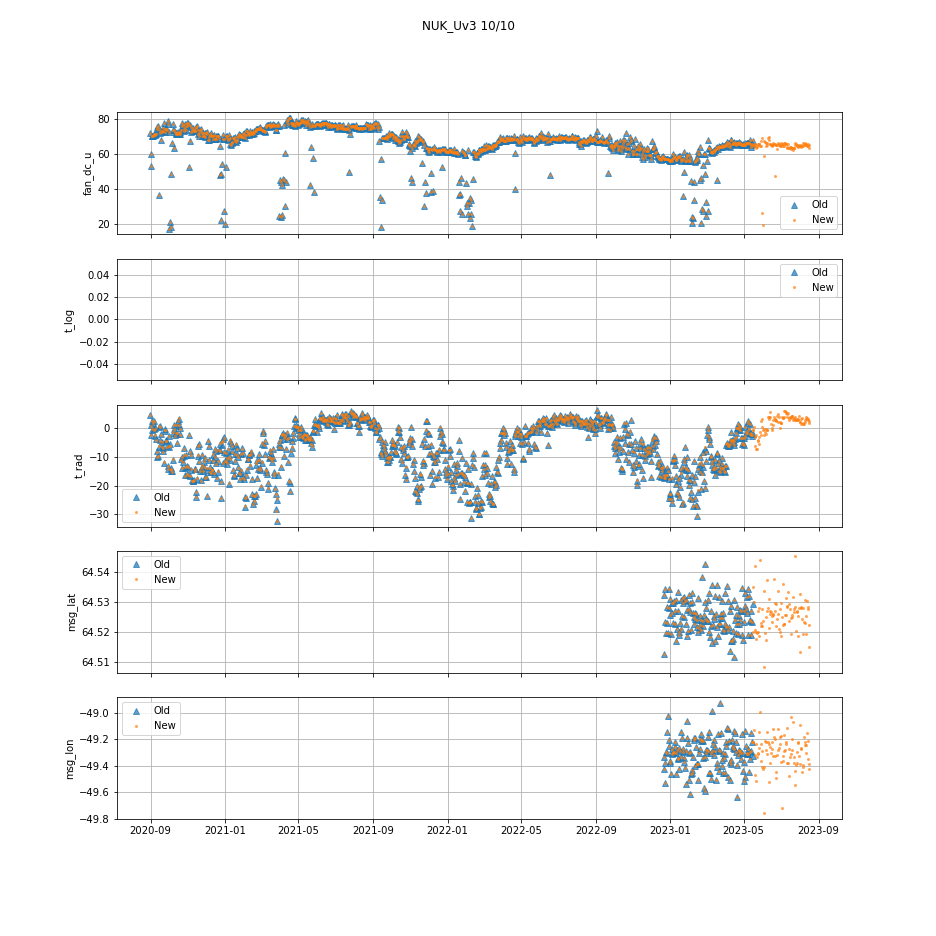 NUK_Uv3 10/10
80
60
40
20
fan_dc_u
Old
New
0.04
0.02
0.00
−0.02
−0.04
t_log
Old
New
0
−10
−20
−30
t_rad
Old
New
64.54
64.53
64.52
64.51
msg_lat
Old
New
−49.0
−49.2
−49.4
−49.6
−49.8
msg_lon
Old
New
2020-09 2021-01 2021-05 2021-09 2022-01 2022-05 2022-09 2023-01 2023-05 2023-09